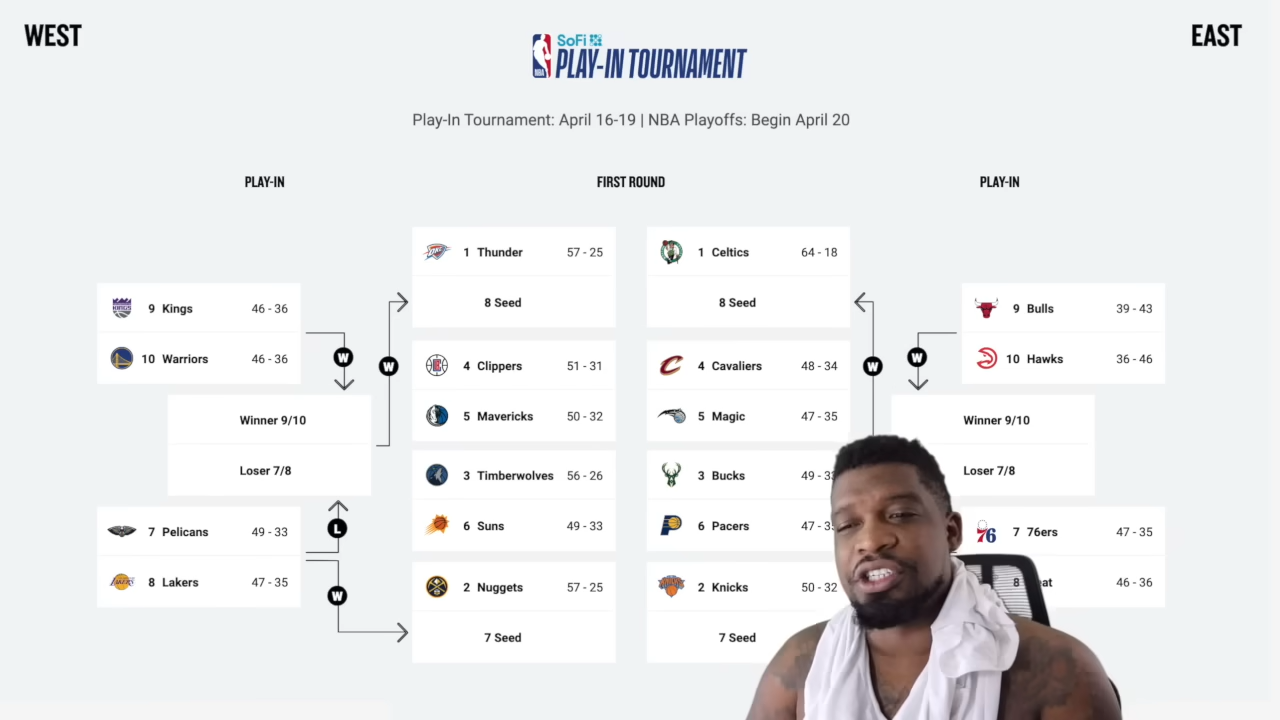 WEST
EAST
SoFi
NBA
PLAY-IN TOURNAMENT
Play-In Tournament: April 16-19 | NBA Playoffs: Begin April 20
PLAY-IN
FIRST ROUND
PLAY-IN
9 Kings 46 - 36
10 Warriors 46 - 36
W
W
Winner 9/10
Loser 7/8
L
7 Pelicans 49 - 33
8 Lakers 47 - 35
W
1 Thunder 57 - 25
8 Seed
4 Clippers 51 - 31
5 Mavericks 50 - 32
3 Timberwolves 56 - 26
6 Suns 49 - 33
2 Nuggets 57 - 25
7 Seed
1 Celtics 64 - 18
8 Seed
4 Cavaliers 48 - 34
5 Magic 47 - 35
3 Bucks 49 -
6 Pacers 47 -
2 Knicks 50 - 32
7 Seed
W
W
9 Bulls 39 - 43
10 Hawks 36 - 46
Winner 9/10
Loser 7/8
7 76ers 47 - 35
8 eat 46 - 36